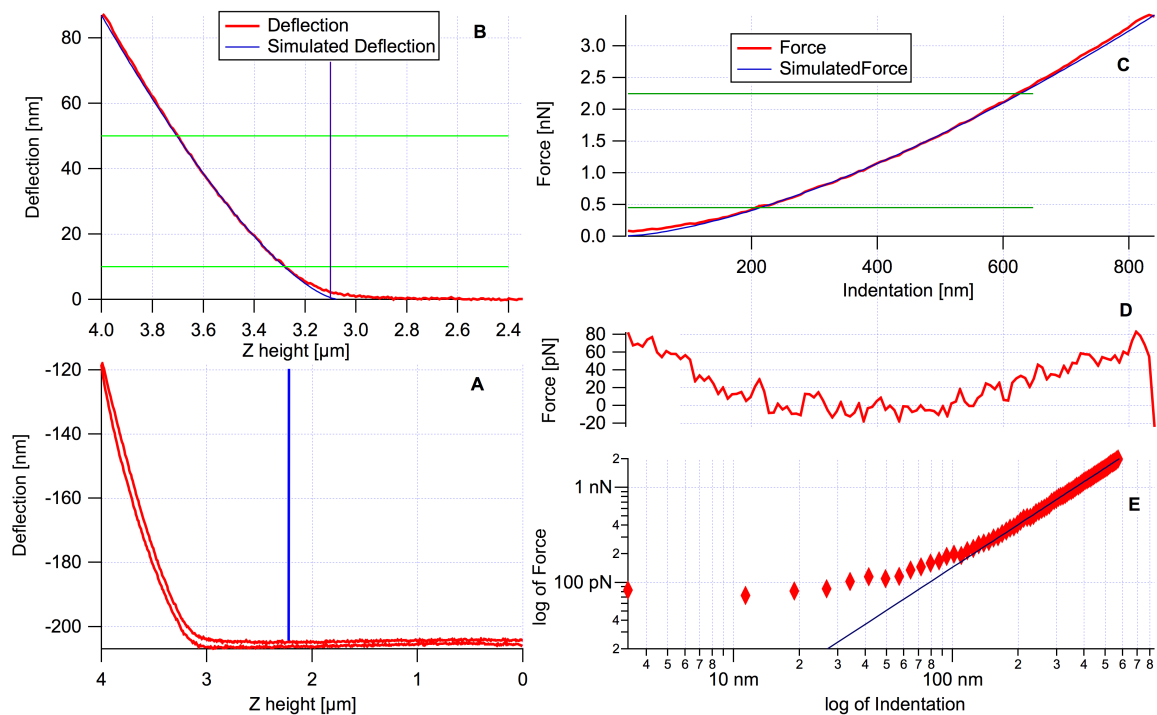 B
Deflection
Simulated Deflection
Deflection [nm]
80
60
40
20
0
4.0 3.8 3.6 3.4 3.2 3.0 2.8 2.6 2.4
Z height [µm]
C
Force
SimulatedForce
Force [nN]
3.0
2.5
2.0
1.5
1.0
0.5
0.0
200 400 600 800
Indentation [nm]
A
Deflection [nm]
-120
-140
-160
-180
-200
4 3 2 1 0
Z height [µm]
D
Force [pN]
80
60
40
20
0
-20
E
log of Force
2
1 nN
4
2
100 pN
4
2
4 5 6 7 8 10 nm 2 3 4 5 6 7 8 100 nm 2 3 4 5 6 7 8
log of Indentation